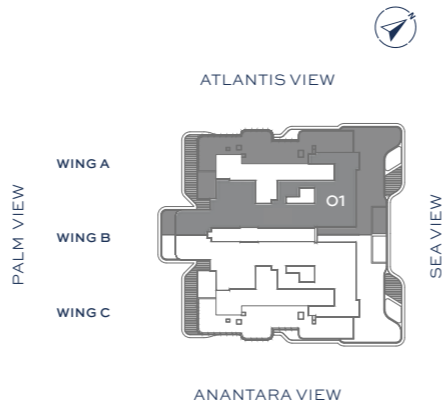 N
ATLANTIS VIEW
WING A
PALM VIEW
01
WING B
SEA VIEW
WING C
ANANTARA VIEW